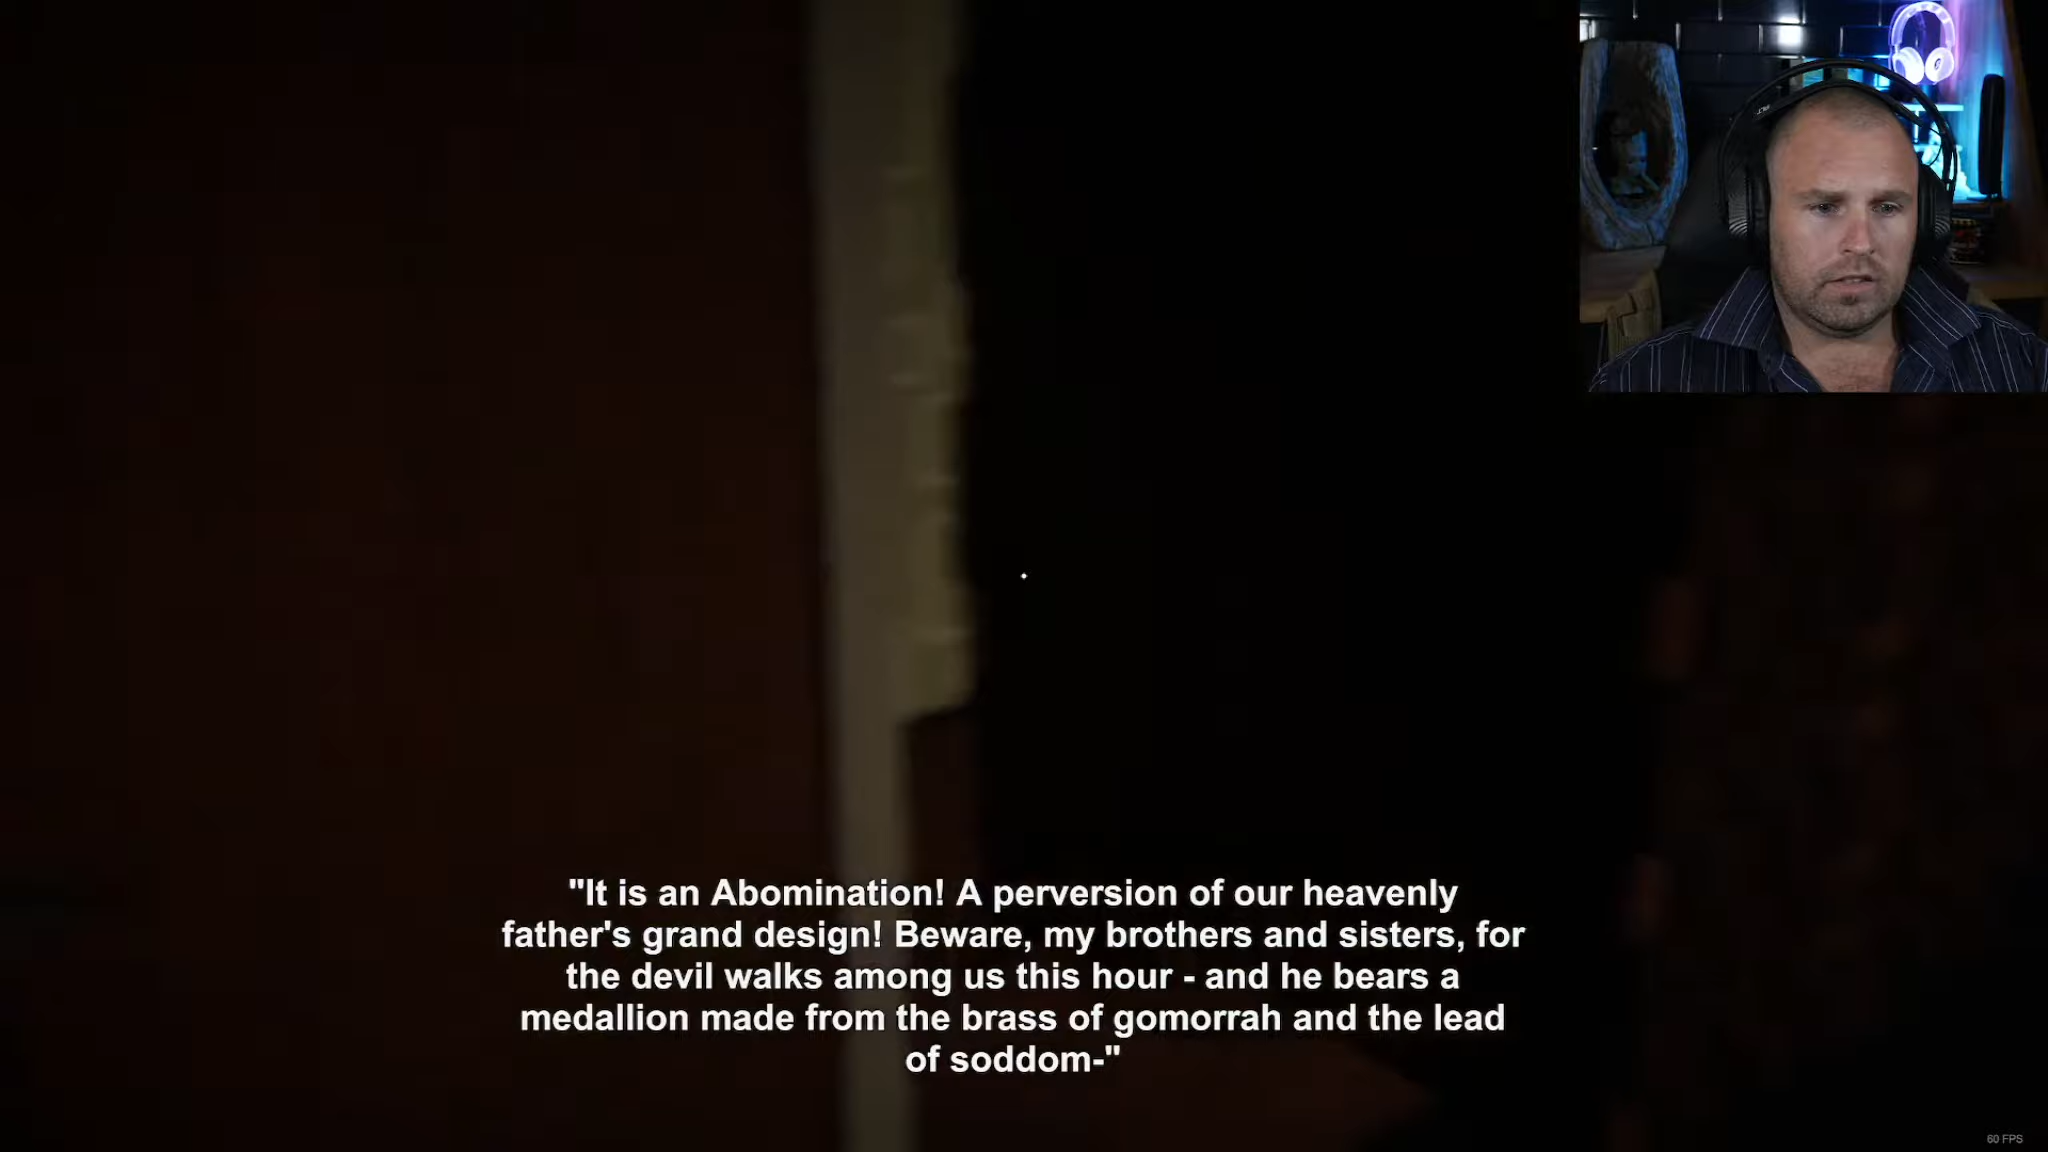 "It is an Abomination! A perversion of our heavenly
father's grand design! Beware, my brothers and sisters, for
the devil walks among us this hour - and he bears a
medallion made from the brass of gomorrah and the lead
of soddom-"
60 FPS